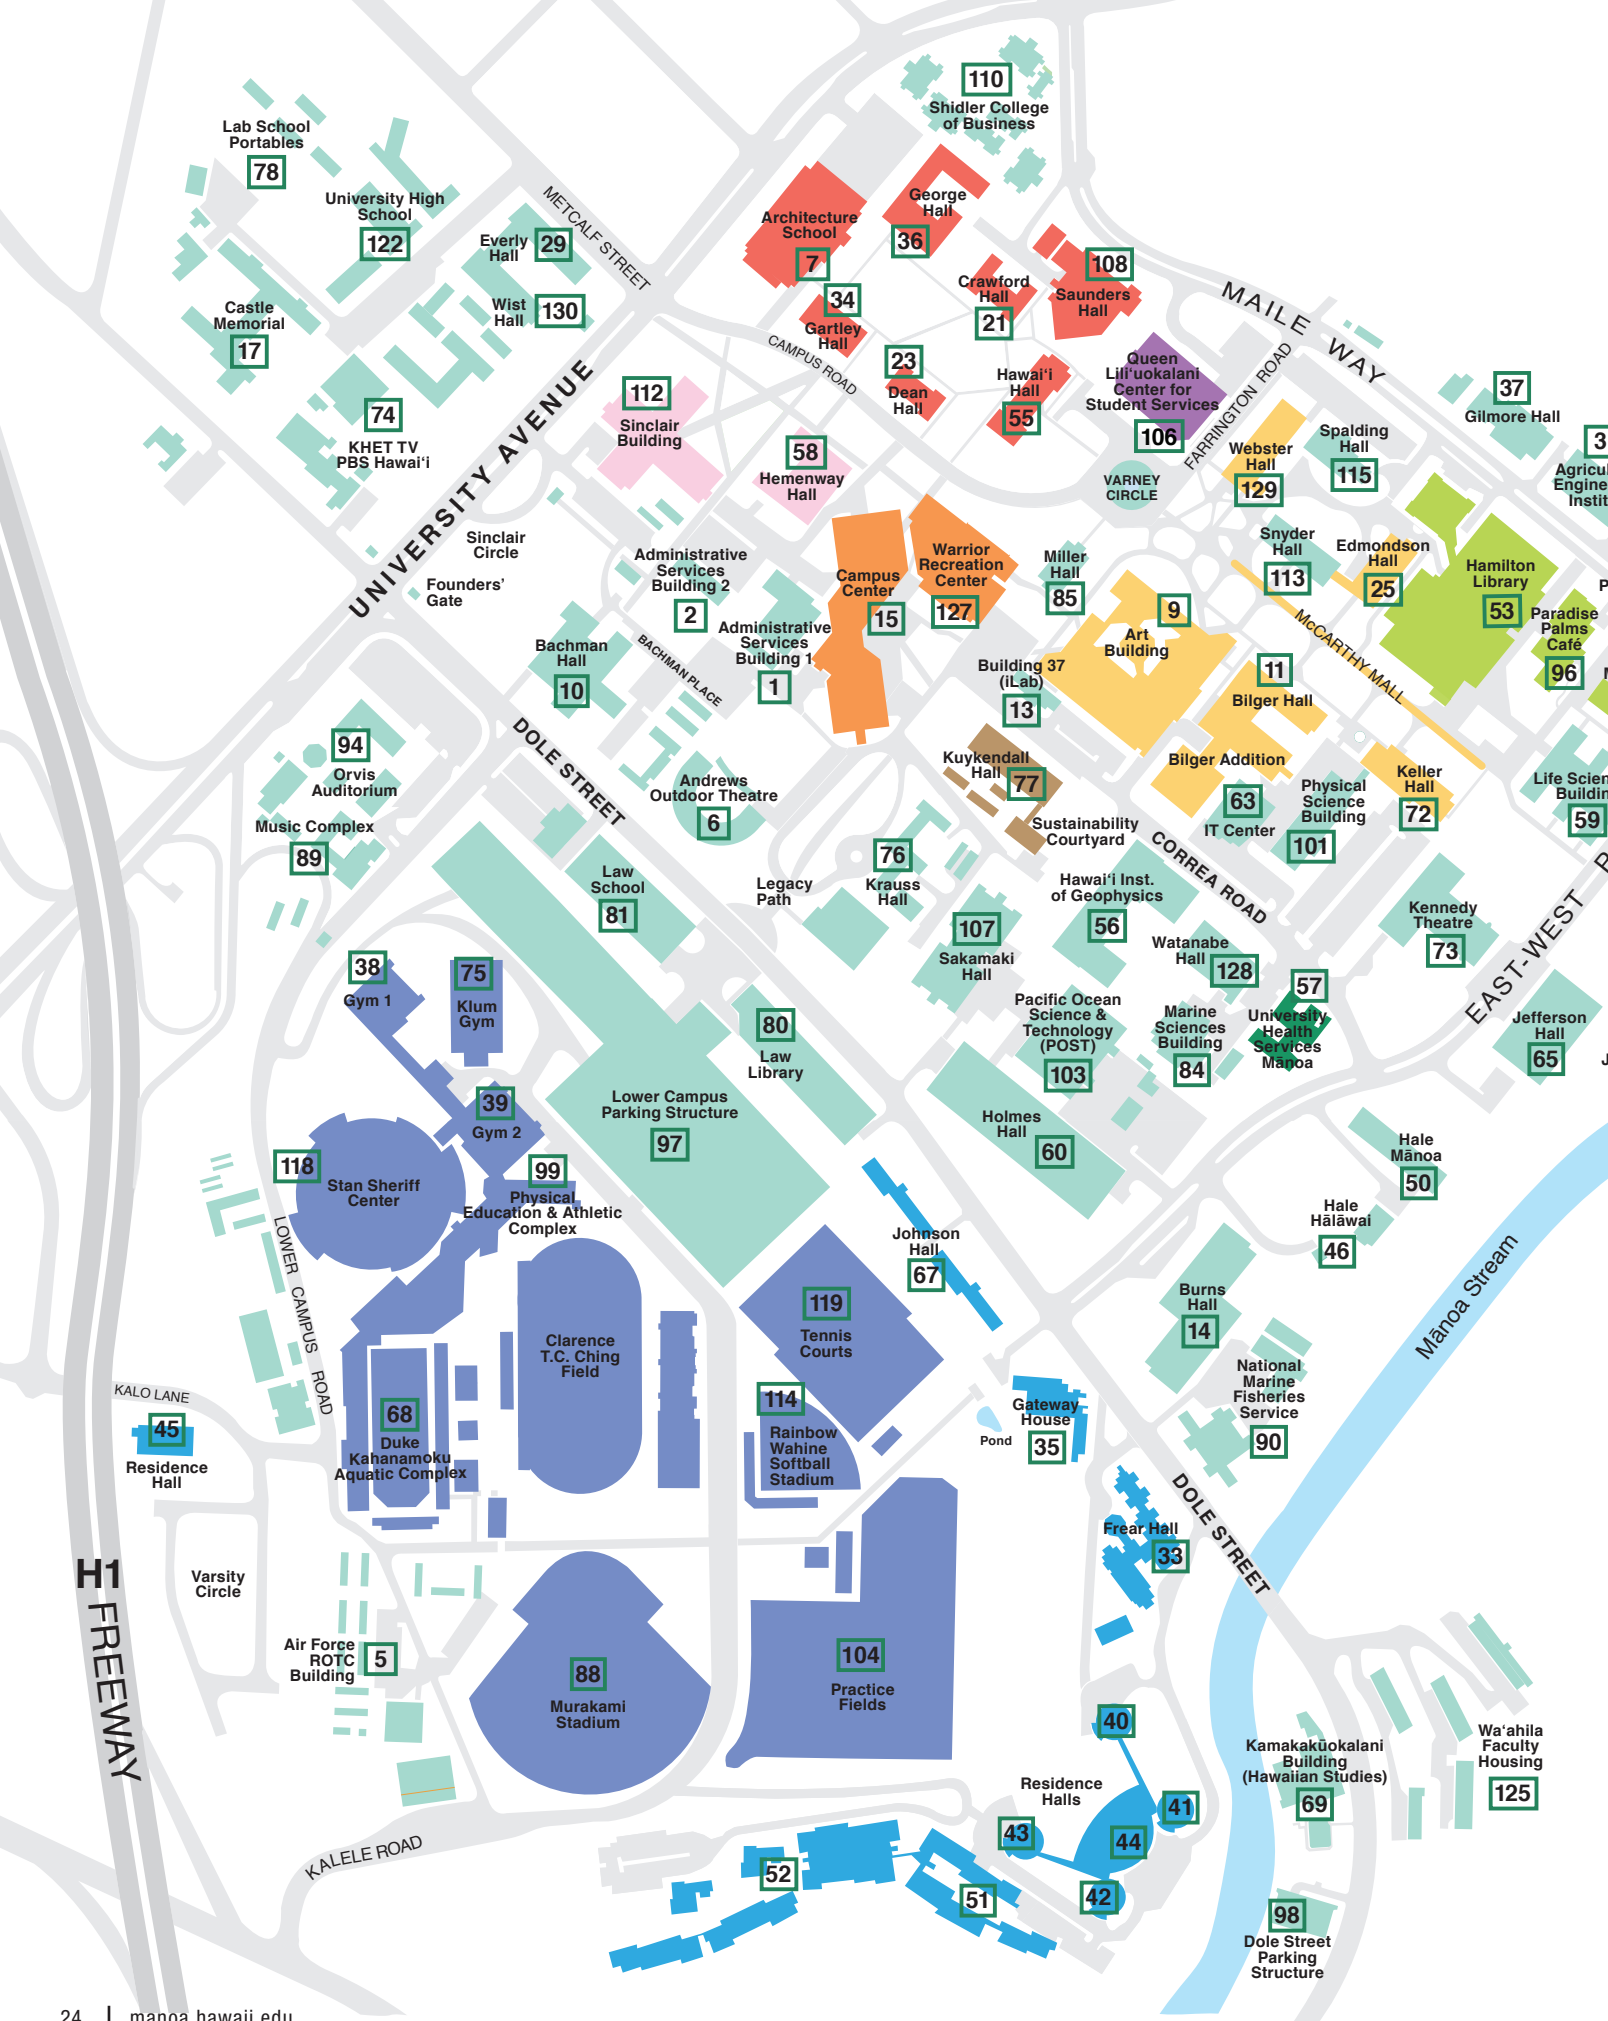 110
Shidler College
of Business
Lab School
Portables
78
University High
School
122
METCALF STREET
Everly
Hall
29
Wist
Hall
130
Castle
Memorial
17
74
KHET TV
PBS Hawai‘i
Architecture
School
7
George
Hall
36
34
Gartley
Hall
Crawford
Hall
21
108
Saunders
Hall
CAMPUS ROAD
23
Dean
Hall
Hawai‘i
Hall
55
Queen
Lili‘uokalani
Center for
Student Services
106
MAILE WAY
FARRINGTON ROAD
37
Gilmore Hall
UNIVERSITY AVENUE
112
Sinclair
Building
58
Hemenway
Hall
VARNEY
CIRCLE
Webster
Hall
129
Spalding
Hall
115
3
Agricul
Engine
Instit
Sinclair
Circle
Founders’
Gate
Administrative
Services
Building 2
2
Administrative
Services
Building 1
1
Campus
Center
15
Warrior
Recreation
Center
127
Miller
Hall
85
Snyder
Hall
113
Edmondson
Hall
25
Hamilton
Library
53
P
Paradise
Palms
Café
96
Art
Building
9
McCARTHY MALL
Bachman
Hall
10
BACHMAN PLACE
Building 37
(iLab)
13
11
Bilger Hall
Bilger Addition
94
Orvis
Auditorium
DOLE STREET
Andrews
Outdoor Theatre
6
Kuykendall
Hall
77
Sustainability
Courtyard
63
IT Center
Physical
Science
Building
101
Keller
Hall
72
Life Scien
Buildin
59
Music Complex
89
Law
School
81
Legacy
Path
76
Krauss
Hall
CORREA ROAD
Hawai‘i Inst.
of Geophysics
56
107
Sakamaki
Hall
Watanabe
Hall
128
Kennedy
Theatre
73
EAST-WEST R
38
Gym 1
75
Klum
Gym
80
Law
Library
Pacific Ocean
Science &
Technology
(POST)
103
Marine
Sciences
Building
84
57
University
Health
Services
Mānoa
Jefferson
Hall
65
J
39
Gym 2
Lower Campus
Parking Structure
97
Holmes
Hall
60
Hale
Mānoa
50
118
Stan Sheriff
Center
99
Physical
Education & Athletic
Complex
Johnson
Hall
67
Hale
Hālāwai
46
Mānoa Stream
LOWER CAMPUS ROAD
Clarence
T.C. Ching
Field
119
Tennis
Courts
Burns
Hall
14
National
Marine
Fisheries
Service
90
KALO LANE
45
Residence
Hall
68
Duke
Kahanamoku
Aquatic Complex
114
Rainbow
Wahine
Softball
Stadium
Pond
Gateway
House
35
DOLE STREET
Frear Hall
33
H1 FREEWAY
Varsity
Circle
Air Force
ROTC
Building
5
88
Murakami
Stadium
104
Practice
Fields
40
Residence
Halls
41
43
44
42
Kamakakūokalani
Building
(Hawaiian Studies)
69
Wa‘ahila
Faculty
Housing
125
KALELE ROAD
52
51
98
Dole Street
Parking
Structure
24 | manoa.hawaii.edu